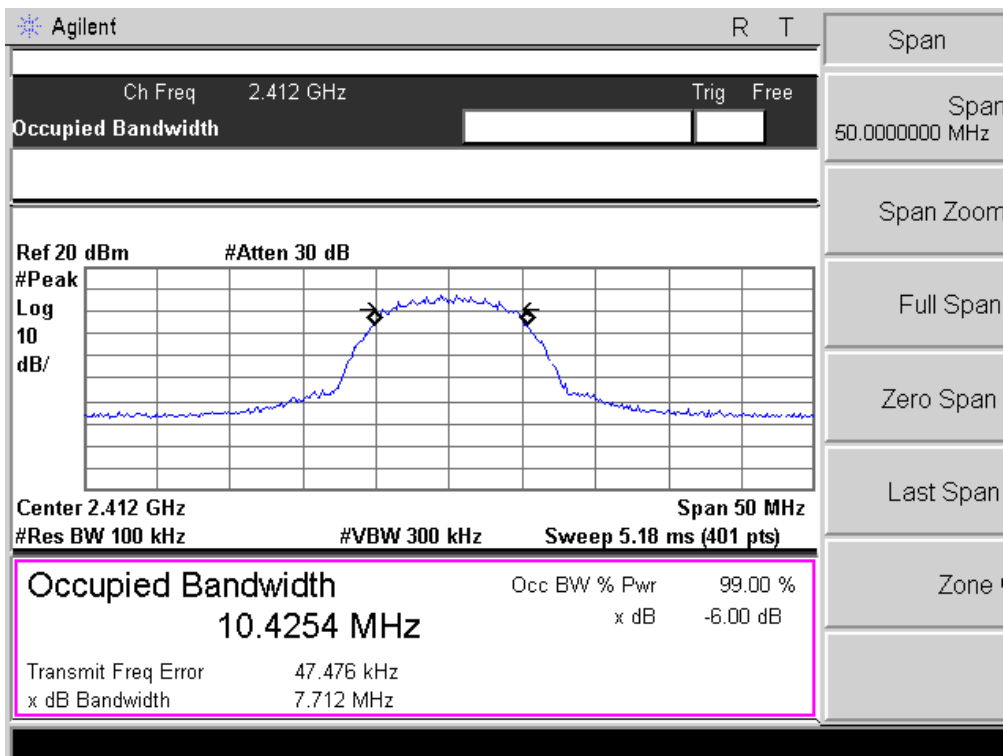 Agilent R T
Ch Freq 2.412 GHz Trig Free
Occupied Bandwidth
Ref 20 dBm #Atten 30 dB
#Peak
Log
10
dB/
Center 2.412 GHz Span 50 MHz
#Res BW 100 kHz #VBW 300 kHz Sweep 5.18 ms (401 pts)
Occupied Bandwidth Occ BW % Pwr 99.00 %
10.4254 MHz x dB -6.00 dB
Transmit Freq Error 47.476 kHz
x dB Bandwidth 7.712 MHz
Span
Span
50.0000000 MHz
Span Zoom
Full Span
Zero Span
Last Span
Zone